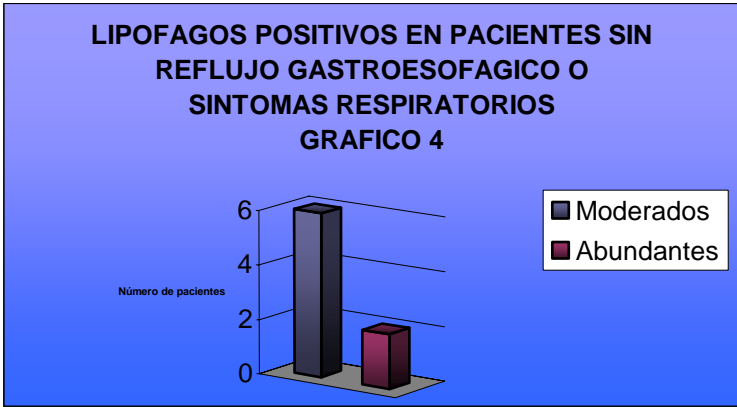 LIPOFAGOS POSITIVOS EN PACIENTES SIN
REFLUJO GASTROESOFAGICO O
SINTOMAS RESPIRATORIOS
GRAFICO 4
6
4
2
0
Número de pacientes
Moderados
Abundantes